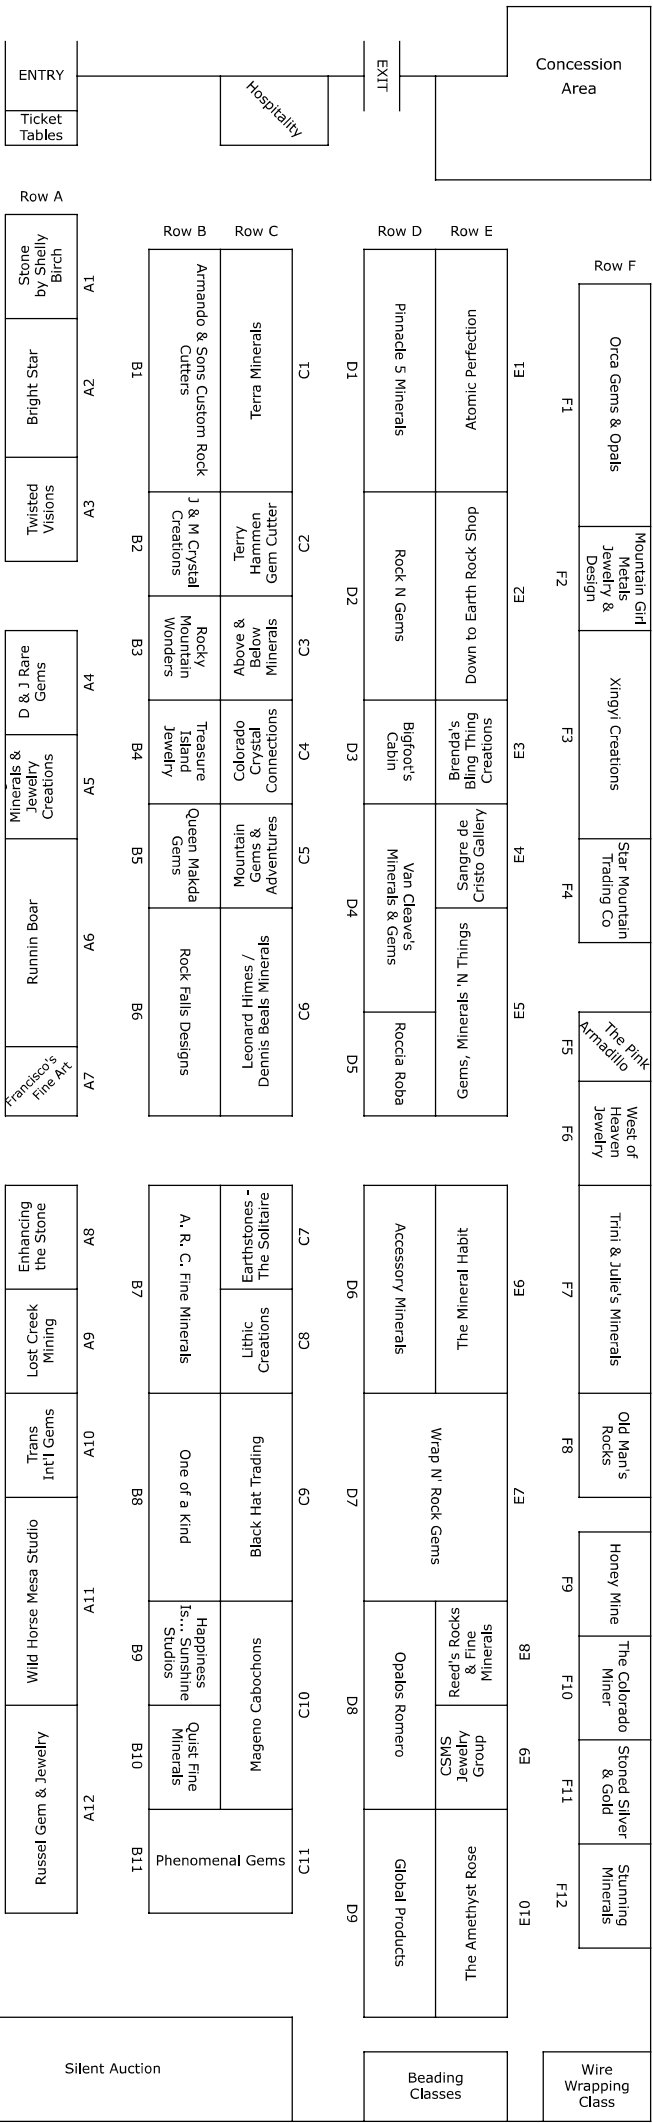 ENTRY
Ticket
Tables
Hospitality
EXIT
Concession
Area
Row A
Stone
by Shelly
Birch
A1
Bright Star
A2
Twisted
Visions
A3
D & J Rare
Gems
A4
Minerals &
Jewelry
Creations
A5
Runnin Boar
A6
Francisco's
Fine Art
A7
Enhancing
the Stone
A8
Lost Creek
Mining
A9
Trans
Int'l Gems
A10
Wild Horse Mesa Studio
A11
Russel Gem & Jewelry
A12
Row B
Armando & Sons Custom Rock
Cutters
B1
J & M Crystal
Creations
B2
Rocky
Mountain
Wonders
B3
Treasure
Island
Jewelry
B4
Queen Makda
Gems
B5
Rock Falls Designs
B6
A. R. C. Fine Minerals
B7
One of a Kind
B8
Happiness
Is... Sunshine
Studios
B9
Quist Fine
Minerals
B10
Phenomenal Gems
B11
Row C
Terra Minerals
C1
Terry
Hammen
Gem Cutter
C2
Above &
Below
Minerals
C3
Colorado
Crystal
Connections
C4
Mountain
Gems &
Adventures
C5
Leonard Himes /
Dennis Beals Minerals
C6
Earthstones -
The Solitaire
C7
Lithic
Creations
C8
Black Hat Trading
C9
Mageno Cabochons
C10
C11
Row D
Pinnacle 5 Minerals
D1
Rock N Gems
D2
Bigfoot's
Cabin
D3
Van Cleave's
Minerals & Gems
D4
Roccia Roba
D5
Accessory Minerals
D6
Wrap N' Rock Gems
D7
Opalos Romero
D8
Global Products
D9
Row E
Atomic Perfection
E1
Down to Earth Rock Shop
E2
Brenda's
Bling Thing
Creations
E3
Sangre de
Cristo Gallery
E4
Gems, Minerals 'N Things
E5
The Mineral Habit
E6
E7
Reed's Rocks
& Fine
Minerals
E8
CSMS
Jewelry
Group
E9
The Amethyst Rose
E10
Row F
Orca Gems & Opals
F1
Mountain Girl
Metals
Jewelry &
Design
F2
Xingyi Creations
F3
Star Mountain
Trading Co
F4
The Pink
Armadillo
F5
West of
Heaven
Jewelry
F6
Trini & Julie's Minerals
F7
Old Man's
Rocks
F8
Honey Mine
F9
The Colorado
Miner
F10
Stoned Silver
& Gold
F11
Stunning
Minerals
F12
Silent Auction
Beading
Classes
Wire
Wrapping
Class